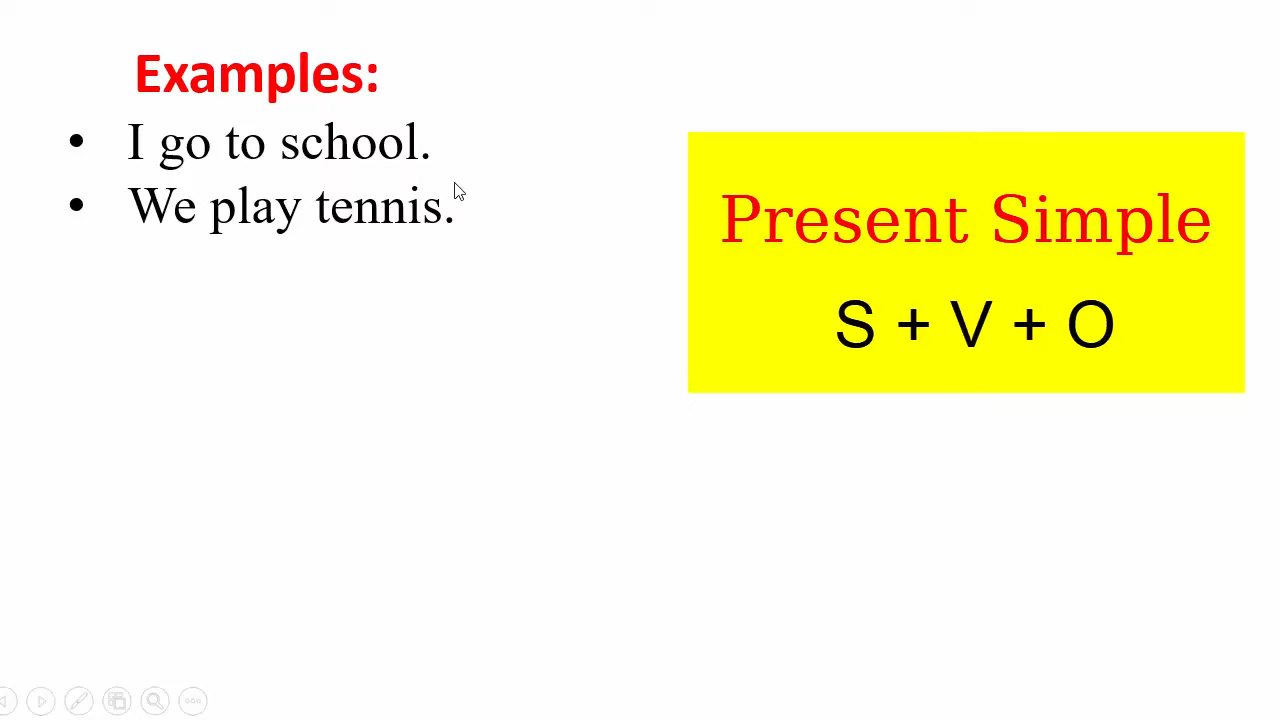 Examples:
• I go to school.
• We play tennis.
Present Simple
S + V + O